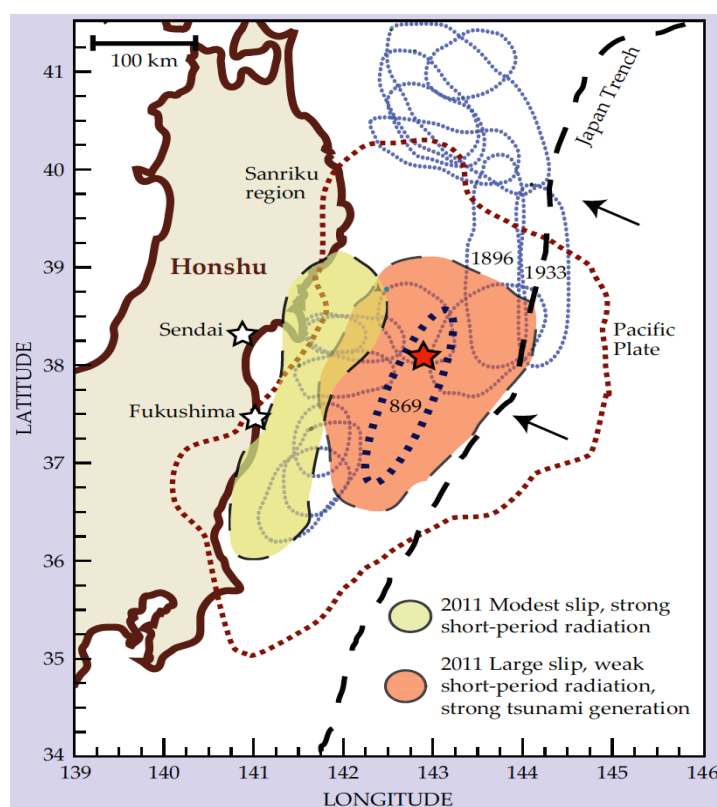 100 km
Japan Trench
Sanriku
region
Honshu
1896
1933
Sendai
Pacific
Plate
Fukushima
869
2011 Modest slip, strong
short-period radiation
2011 Large slip, weak
short-period radiation,
strong tsunami generation
LATITUDE
41
40
39
38
37
36
35
34
139
140
141
142
143
144
145
146
LONGITUDE